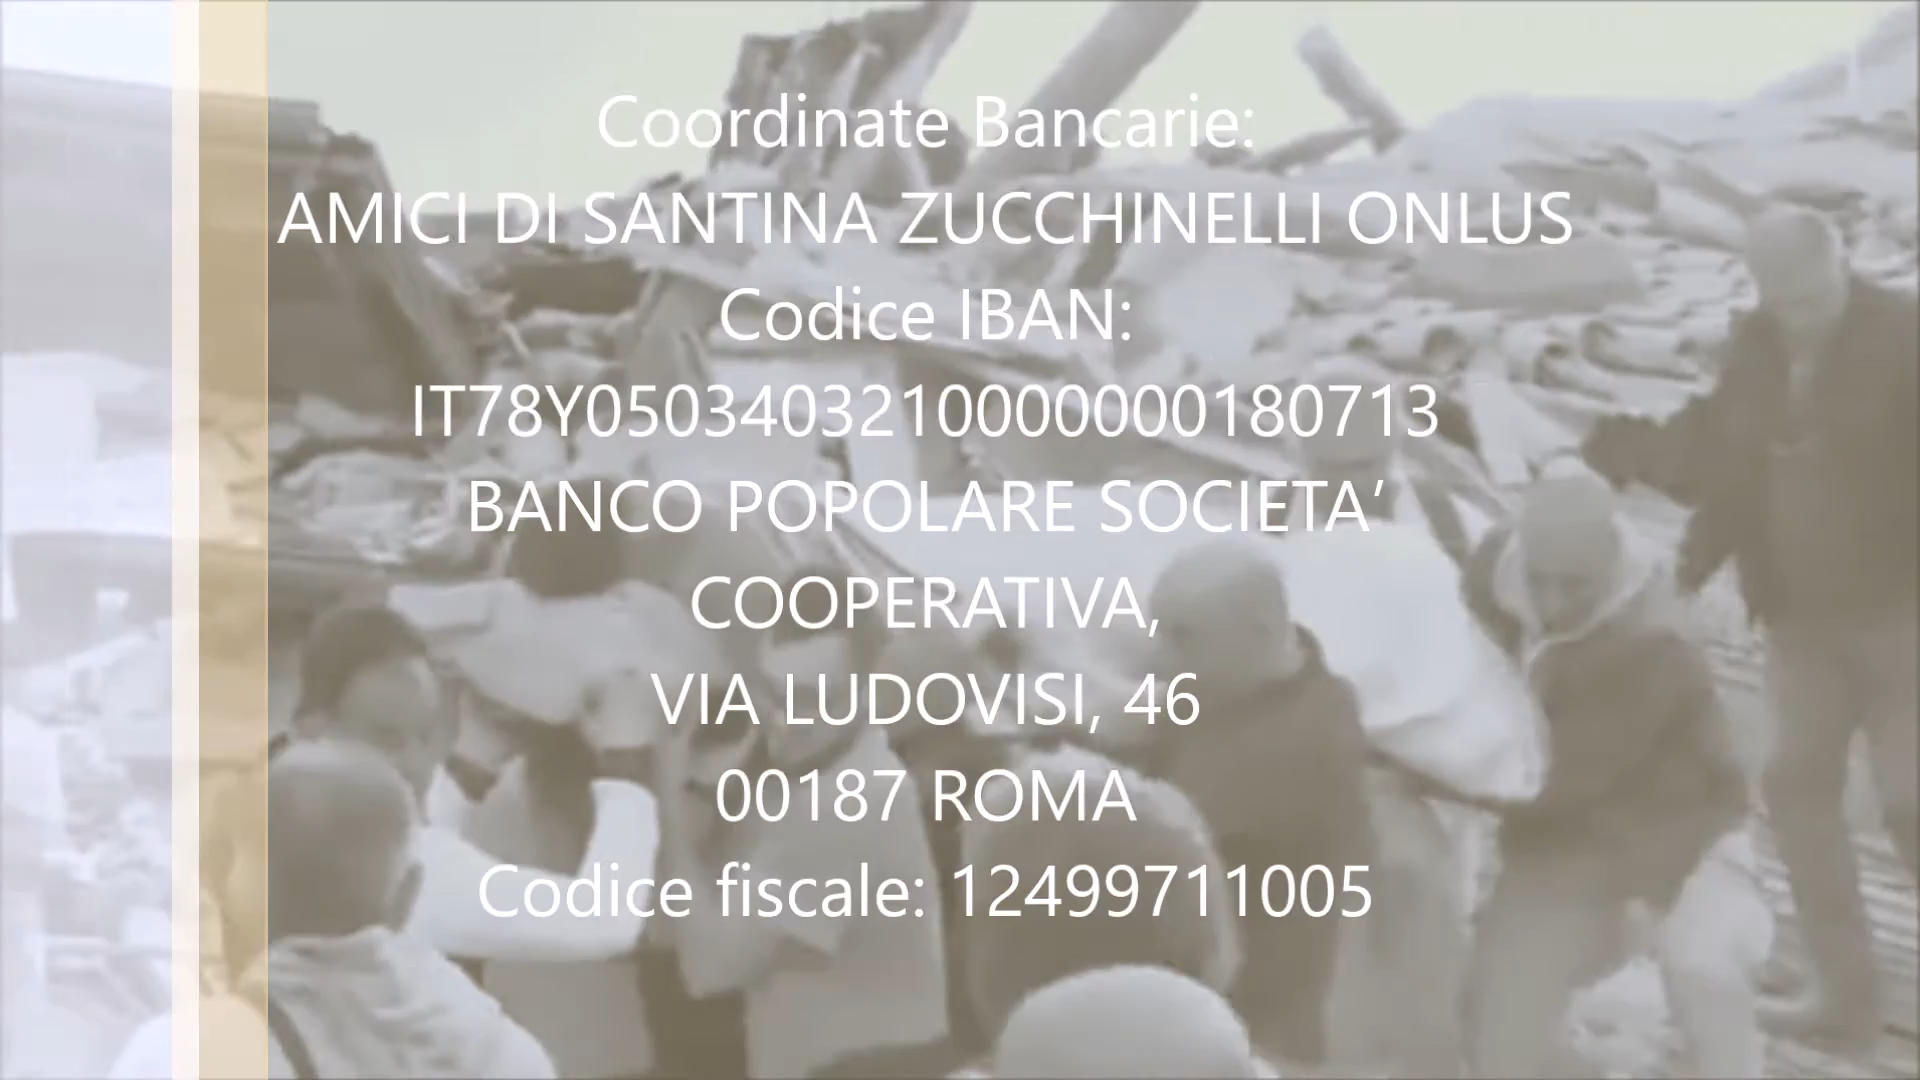 Coordinate Bancarie:
AMICI DI SANTINA ZUCCHINELLI ONLUS
Codice IBAN:
IT78Y0503403210000000180713
BANCO POPOLARE SOCIETA’
COOPERATIVA,
VIA LUDOVISI, 46
00187 ROMA
Codice fiscale: 12499711005